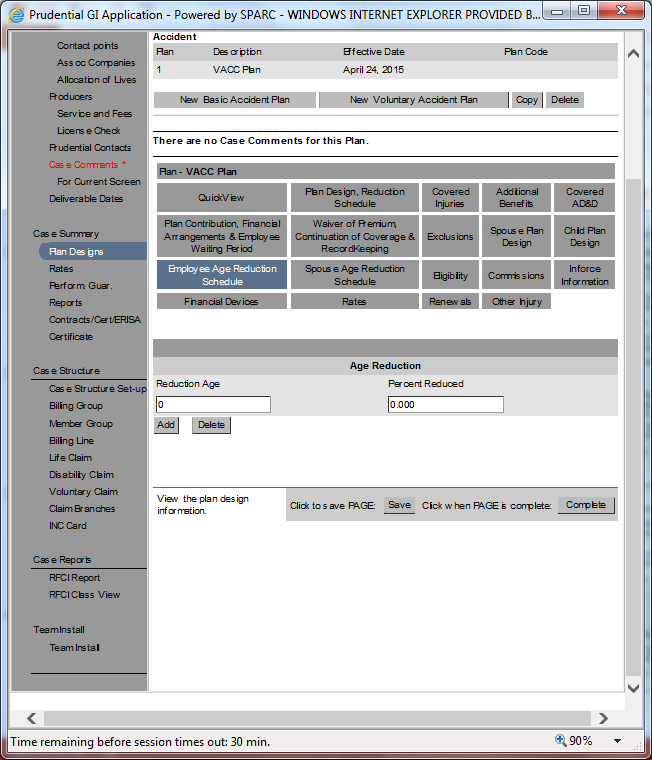 Prudential GI Application - Powered by SPARC - WINDOWS INTERNET EXPLORER PROVIDED B...
Contact points
Assoc Companies
Allocation of Lives
Producers
Service and Fees
License Check
Prudential Contacts
Case Comments *
For Current Screen
Deliverable Dates
Case Summary
Plan Designs
Rates
Perform. Guar.
Reports
Contracts/Cert/ERISA
Certificate
Case Structure
Case Structure Set-up
Billing Group
Member Group
Billing Line
Life Claim
Disability Claim
Voluntary Claim
Claim Branches
INC Card
Case Reports
RFCI Report
RFCI Class View
Team Install
Team Install
Accident
Plan Description Effective Date Plan Code
1 VACC Plan April 24, 2015
New Basic Accident Plan New Voluntary Accident Plan Copy Delete
There are no Case Comments for this Plan.
Plan - VACC Plan
QuickView
Plan Design, Reduction
Schedule
Covered
Injuries
Additional
Benefits
Covered
AD&D
Plan Contribution, Financial
Arrangements & Employee
Waiting Period
Waiver of Premium,
Continuation of Coverage &
RecordKeeping
Exclusions
Spouse Plan
Design
Child Plan
Design
Employee Age Reduction
Schedule
Spouse Age Reduction
Schedule
Eligibility
Commissions
Inforce
Information
Financial Devices
Rates
Renewals
Other Injury
Age Reduction
Reduction Age Percent Reduced
0 0.000
Add Delete
View the plan design
information.
Click to save PAGE: Save Click when PAGE is complete: Complete
Time remaining before session times out: 30 min.
90%